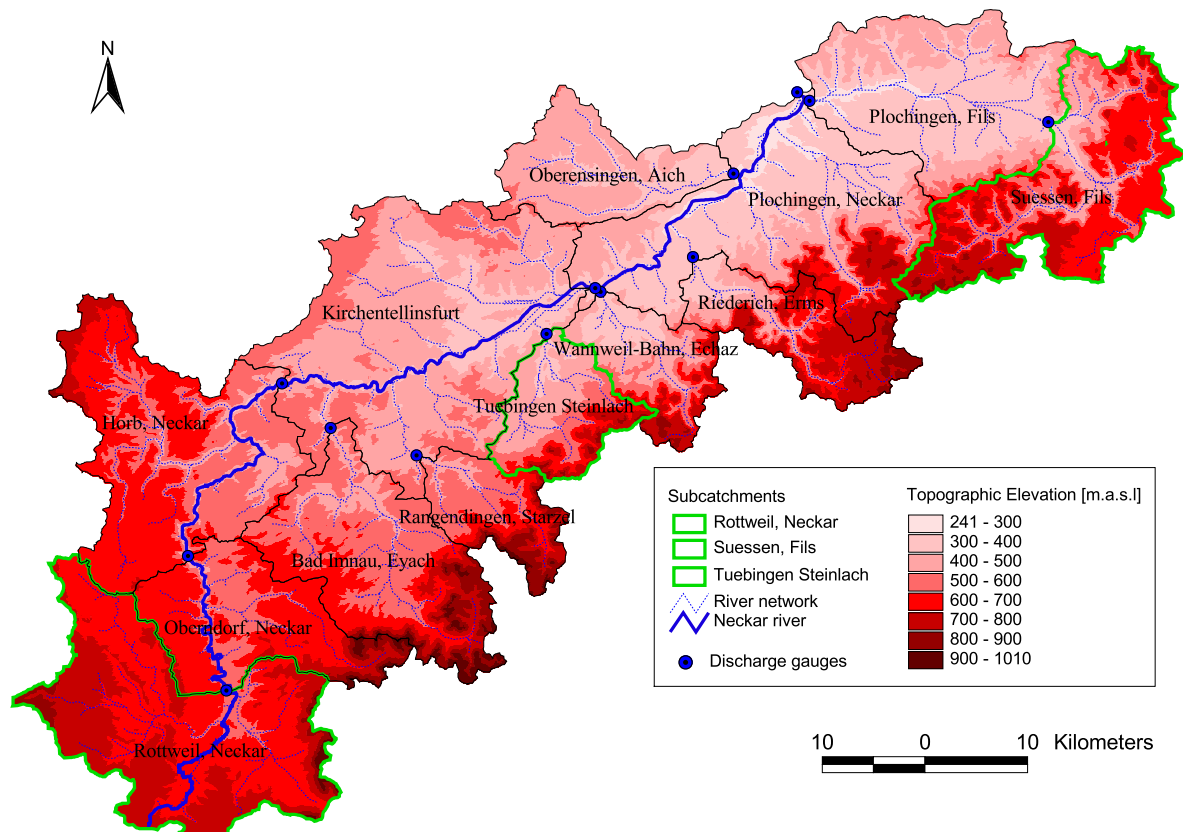 N
Plochingen, Fils
Oberensingen, Aich
Plochingen, Neckar
Suessen, Fils
Kirchentellinsfurt
Riederich, Erms
Wannweil-Bahn, Echaz
Tuebingen Steinlach
Horb, Neckar
Rangendingen, Starzel
Bad Imnau, Eyach
Oberndorf, Neckar
Rottweil, Neckar
Subcatchments
Rottweil, Neckar
Suessen, Fils
Tuebingen Steinlach
River network
Neckar river
Discharge gauges
Topographic Elevation [m.a.s.l]
241 - 300
300 - 400
400 - 500
500 - 600
600 - 700
700 - 800
800 - 900
900 - 1010
10 0 10 Kilometers